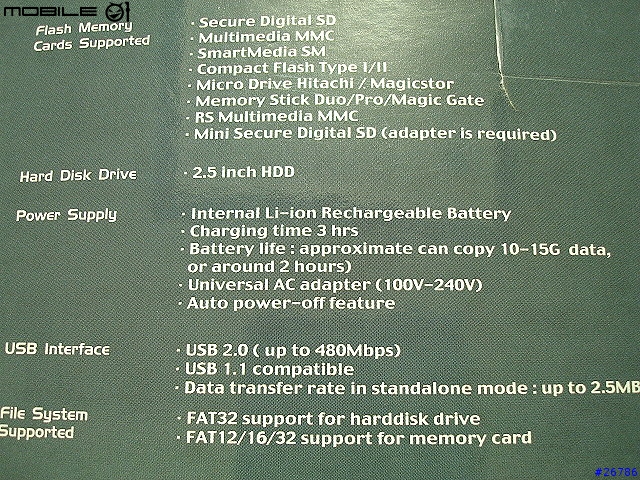 MOBILE01
Flash Memory
Cards Supported
· Secure Digital SD
· Multimedia MMC
· SmartMedia SM
· Compact Flash Type I/II
· Micro Drive Hitachi / Magicstor
· Memory Stick Duo/Pro/Magic Gate
· RS Multimedia MMC
· Mini Secure Digital SD (adapter is required)
Hard Disk Drive
· 2.5 inch HDD
Power Supply
· Internal Li-ion Rechargeable Battery
· Charging time 3 hrs
· Battery life : approximate can copy 10-15G data,
or around 2 hours)
· Universal AC adapter (100V-240V)
· Auto power-off feature
USB Interface
· USB 2.0 ( up to 480Mbps)
· USB 1.1 compatible
· Data transfer rate in standalone mode : up to 2.5MB
File System
Supported
· FAT32 support for harddisk drive
· FAT12/16/32 support for memory card
#26786